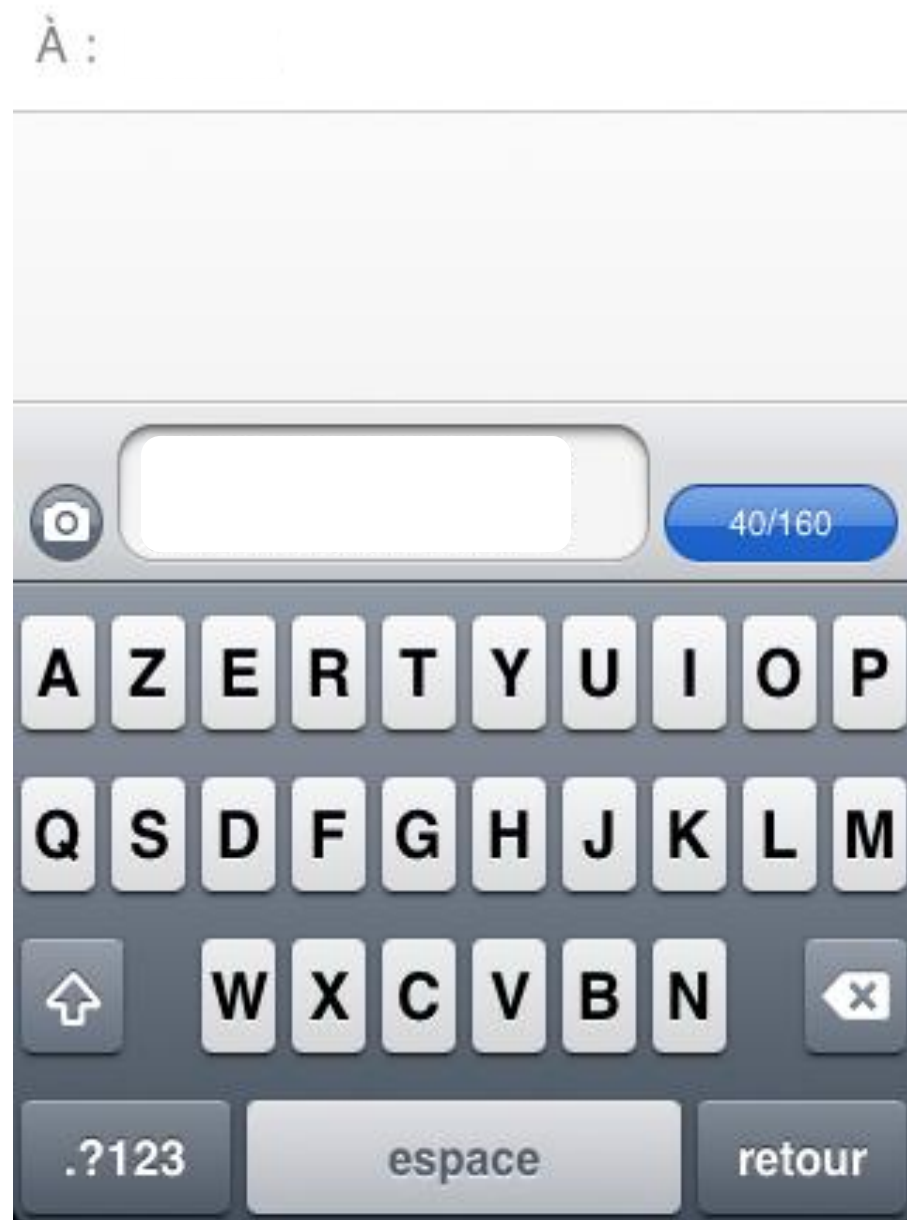 À :
40/160
A Z E R T Y U I O P
Q S D F G H J K L M
W X C V B N
.?123 espace retour